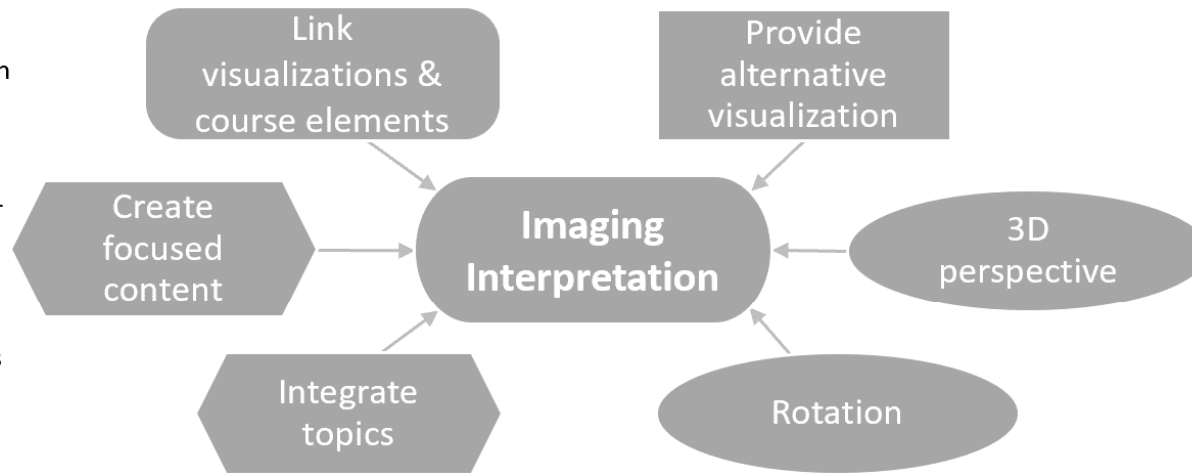 Link
visualizations &
course elements
Provide
alternative
visualization
Create
focused
content
Imaging
Interpretation
3D
perspective
Integrate
topics
Rotation